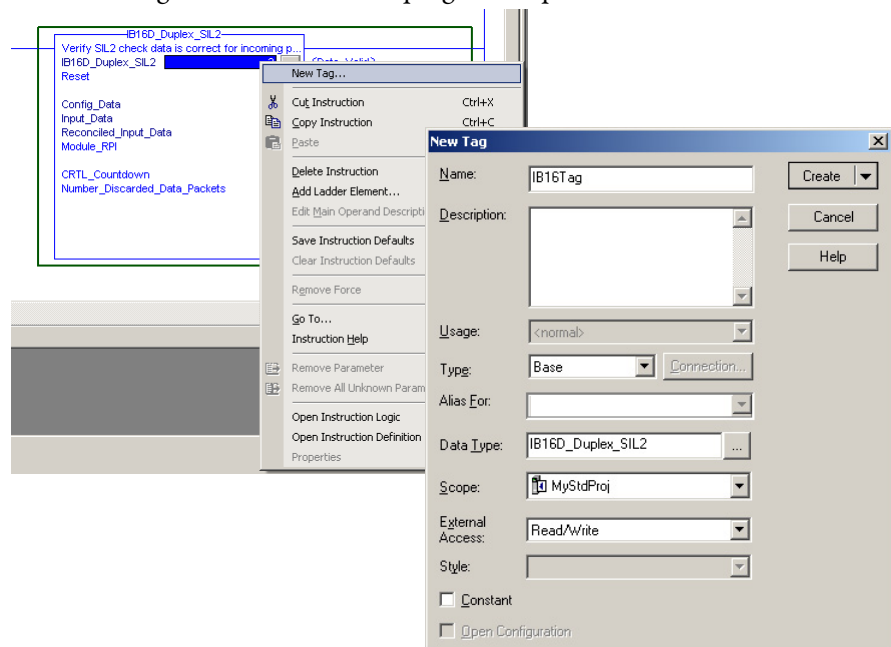 IB16D_Duplex_SIL2
Verify SIL2 check data is correct for incoming p...
IB16D_Duplex_SIL2
Reset
Config_Data
Input_Data
Reconciled_Input_Data
Module_RPI
CRTL_Countdown
Number_Discarded_Data_Packets
New Tag...
Cut Instruction Ctrl+X
Copy Instruction Ctrl+C
Paste
Delete Instruction
Add Ladder Element...
Edit Main Operand Descripti
Save Instruction Defaults
Clear Instruction Defaults
Remove Force
Go To...
Instruction Help
Remove Parameter
Remove All Unknown Param
Open Instruction Logic
Open Instruction Definition
Properties
New Tag
Name: IB16Tag
Create
Description:
Cancel
Help
Usage: <normal>
Type: Base Connection...
Alias For:
Data Type: IB16D_Duplex_SIL2 ...
Scope: MyStdProj
External
Access: Read/Write
Style:
Constant
Open Configuration